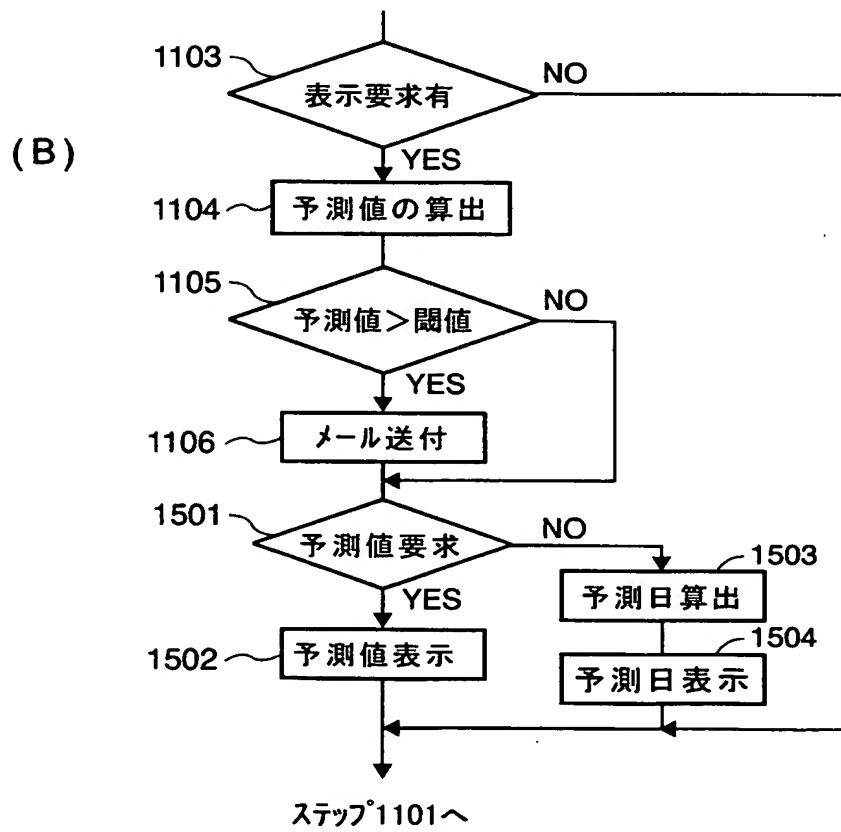 1103
表示要求有
NO
(B)
YES
1104
予測値の算出
1105
予測値>閾値
NO
YES
1106
メール送付
1501
予測値要求
NO
1503
予測日算出
YES
1502
予測値表示
1504
予測日表示
ステップ1101へ